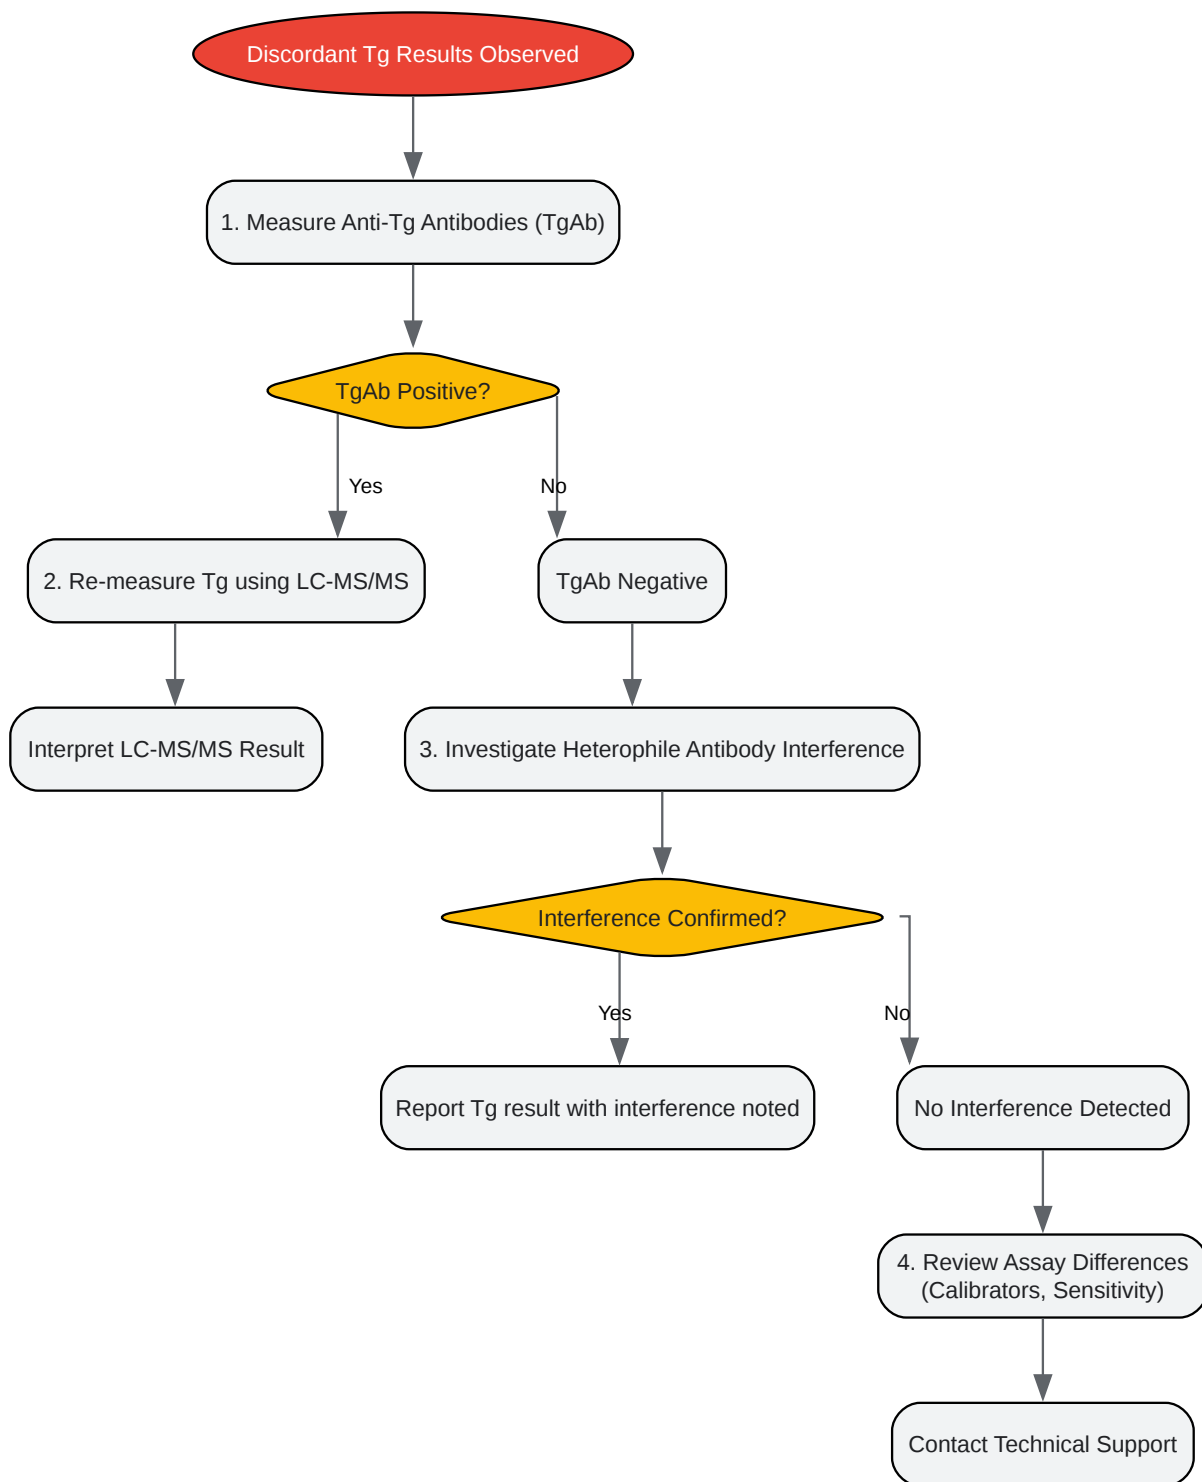 Discordant Tg Results Observed
1. Measure Anti-Tg Antibodies (TgAb)
TgAb Positive?
Yes
No
2. Re-measure Tg using LC-MS/MS
TgAb Negative
Interpret LC-MS/MS Result
3. Investigate Heterophile Antibody Interference
Interference Confirmed?
Yes
No
Report Tg result with interference noted
No Interference Detected
4. Review Assay Differences
(Calibrators, Sensitivity)
Contact Technical Support